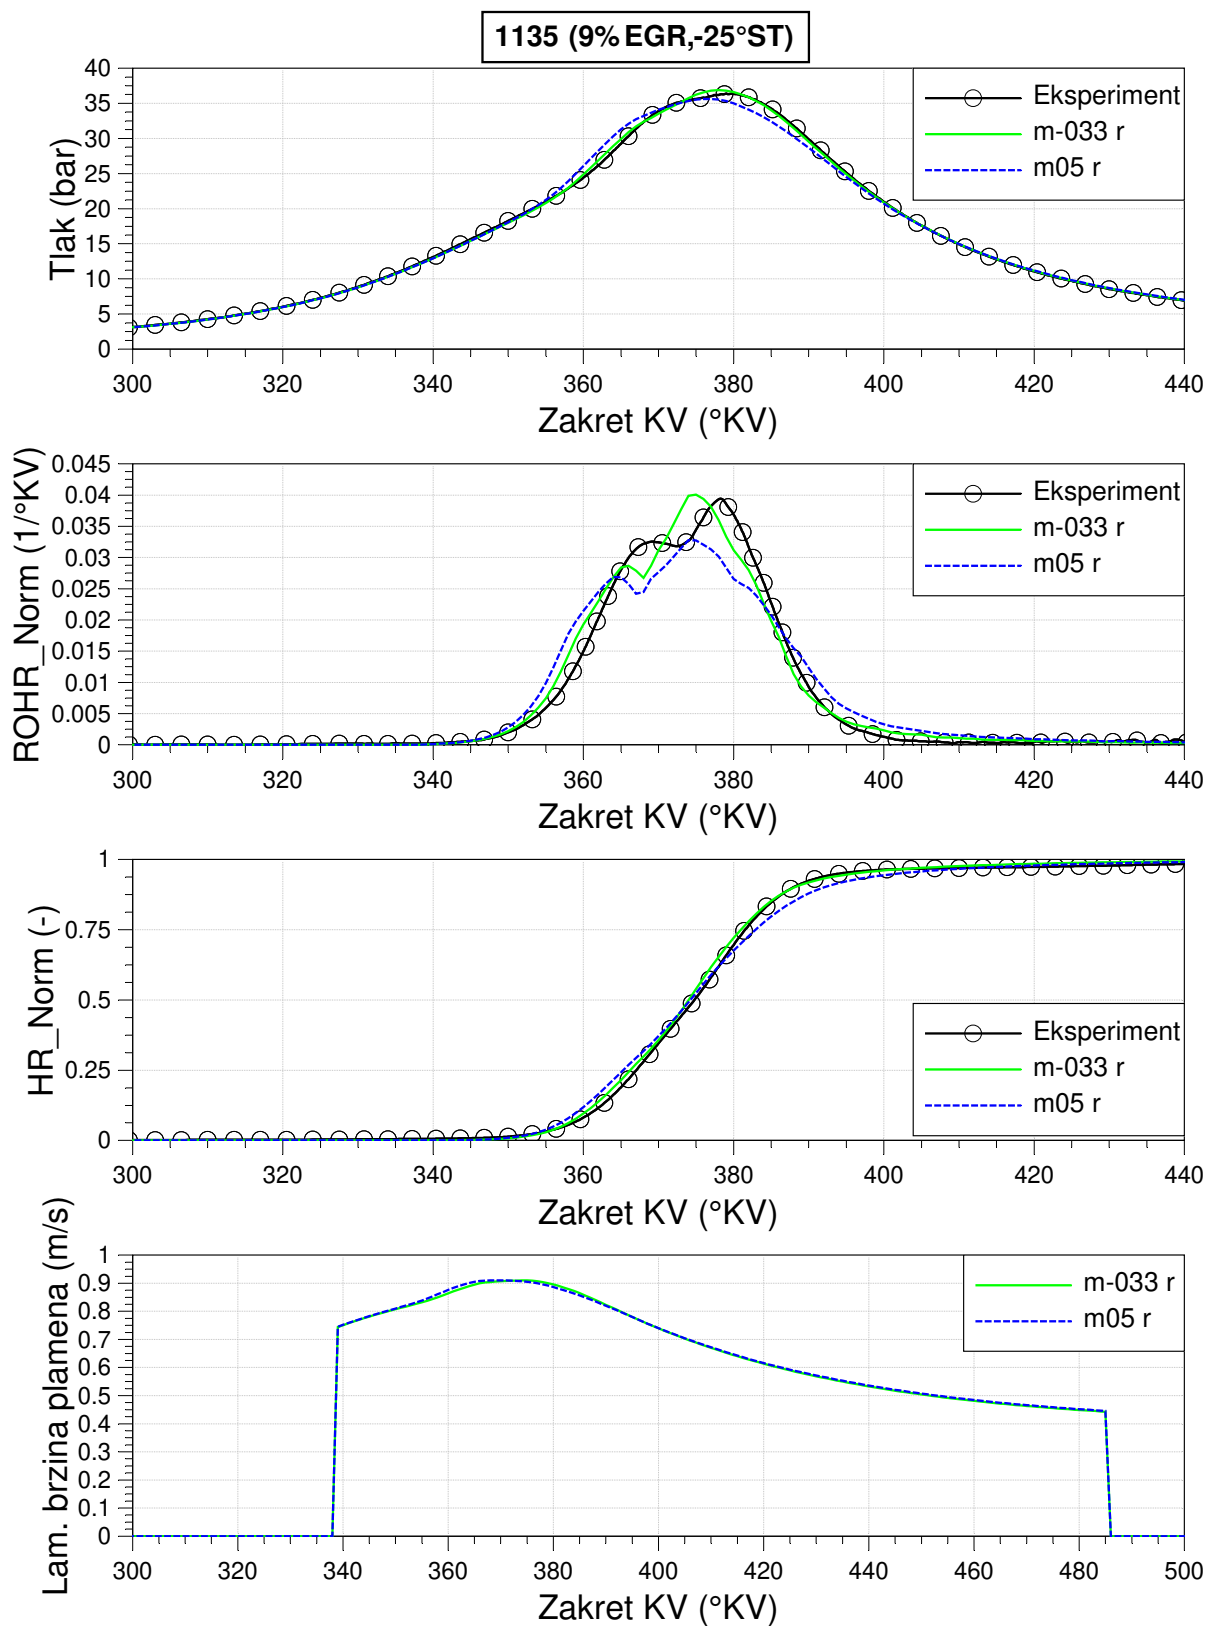 1135 (9% EGR,-25°ST)
Tlak (bar)
40
35
30
25
20
15
10
5
0
Eksperiment
m-033 r
m05 r
300 320 340 360 380 400 420 440
Zakret KV (°KV)
ROHR_Norm (1/°KV)
0.045
0.04
0.035
0.03
0.025
0.02
0.015
0.01
0.005
0
Eksperiment
m-033 r
m05 r
300 320 340 360 380 400 420 440
Zakret KV (°KV)
HR_Norm (-)
1
0.75
0.5
0.25
0
Eksperiment
m-033 r
m05 r
300 320 340 360 380 400 420 440
Zakret KV (°KV)
Lam. brzina plamena (m/s)
1
0.9
0.8
0.7
0.6
0.5
0.4
0.3
0.2
0.1
0
m-033 r
m05 r
300 320 340 360 380 400 420 440 460 480 500
Zakret KV (°KV)